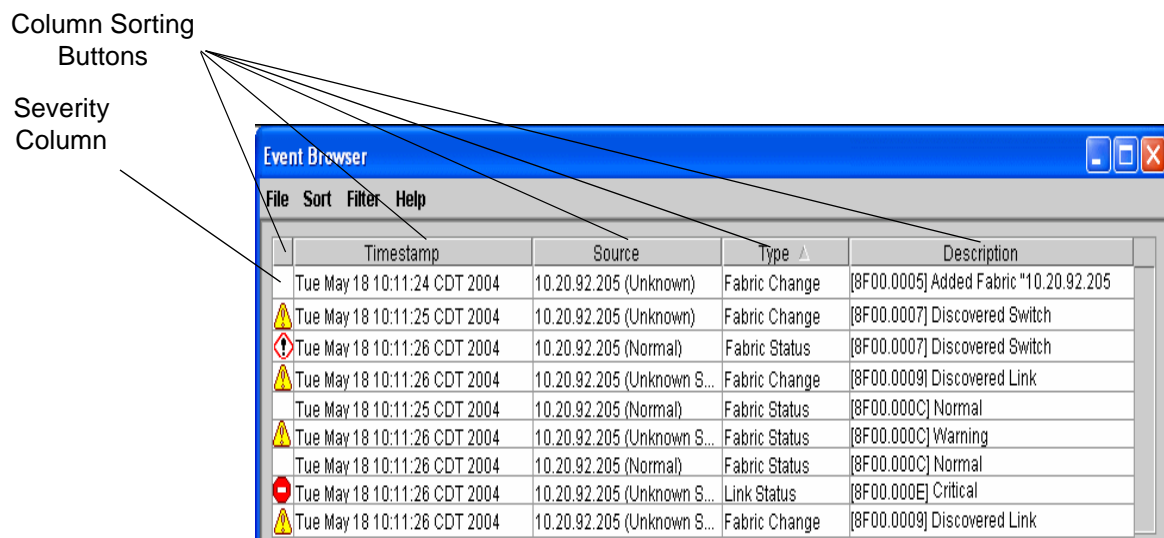 Column Sorting
Buttons
Severity
Column
Event Browser
File Sort Filter Help
Timestamp Source Type Description
Tue May 18 10:11:24 CDT 2004 10.20.92.205 (Unknown) Fabric Change [8F00.0005] Added Fabric "10.20.92.205
Tue May 18 10:11:25 CDT 2004 10.20.92.205 (Unknown) Fabric Change [8F00.0007] Discovered Switch
Tue May 18 10:11:26 CDT 2004 10.20.92.205 (Normal) Fabric Status [8F00.0007] Discovered Switch
Tue May 18 10:11:26 CDT 2004 10.20.92.205 (Unknown S... Fabric Change [8F00.0009] Discovered Link
Tue May 18 10:11:25 CDT 2004 10.20.92.205 (Normal) Fabric Status [8F00.000C] Normal
Tue May 18 10:11:26 CDT 2004 10.20.92.205 (Unknown S... Fabric Status [8F00.000C] Warning
Tue May 18 10:11:26 CDT 2004 10.20.92.205 (Normal) Fabric Status [8F00.000C] Normal
Tue May 18 10:11:26 CDT 2004 10.20.92.205 (Unknown S... Link Status [8F00.000E] Critical
Tue May 18 10:11:26 CDT 2004 10.20.92.205 (Unknown S... Fabric Change [8F00.0009] Discovered Link